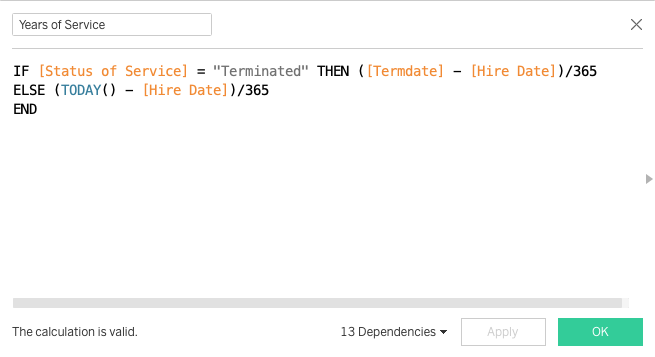 Years of Service
IF [Status of Service] = "Terminated" THEN ([Termdate] - [Hire Date])/365
ELSE (TODAY() - [Hire Date])/365
END
The calculation is valid.
13 Dependencies
Apply
OK